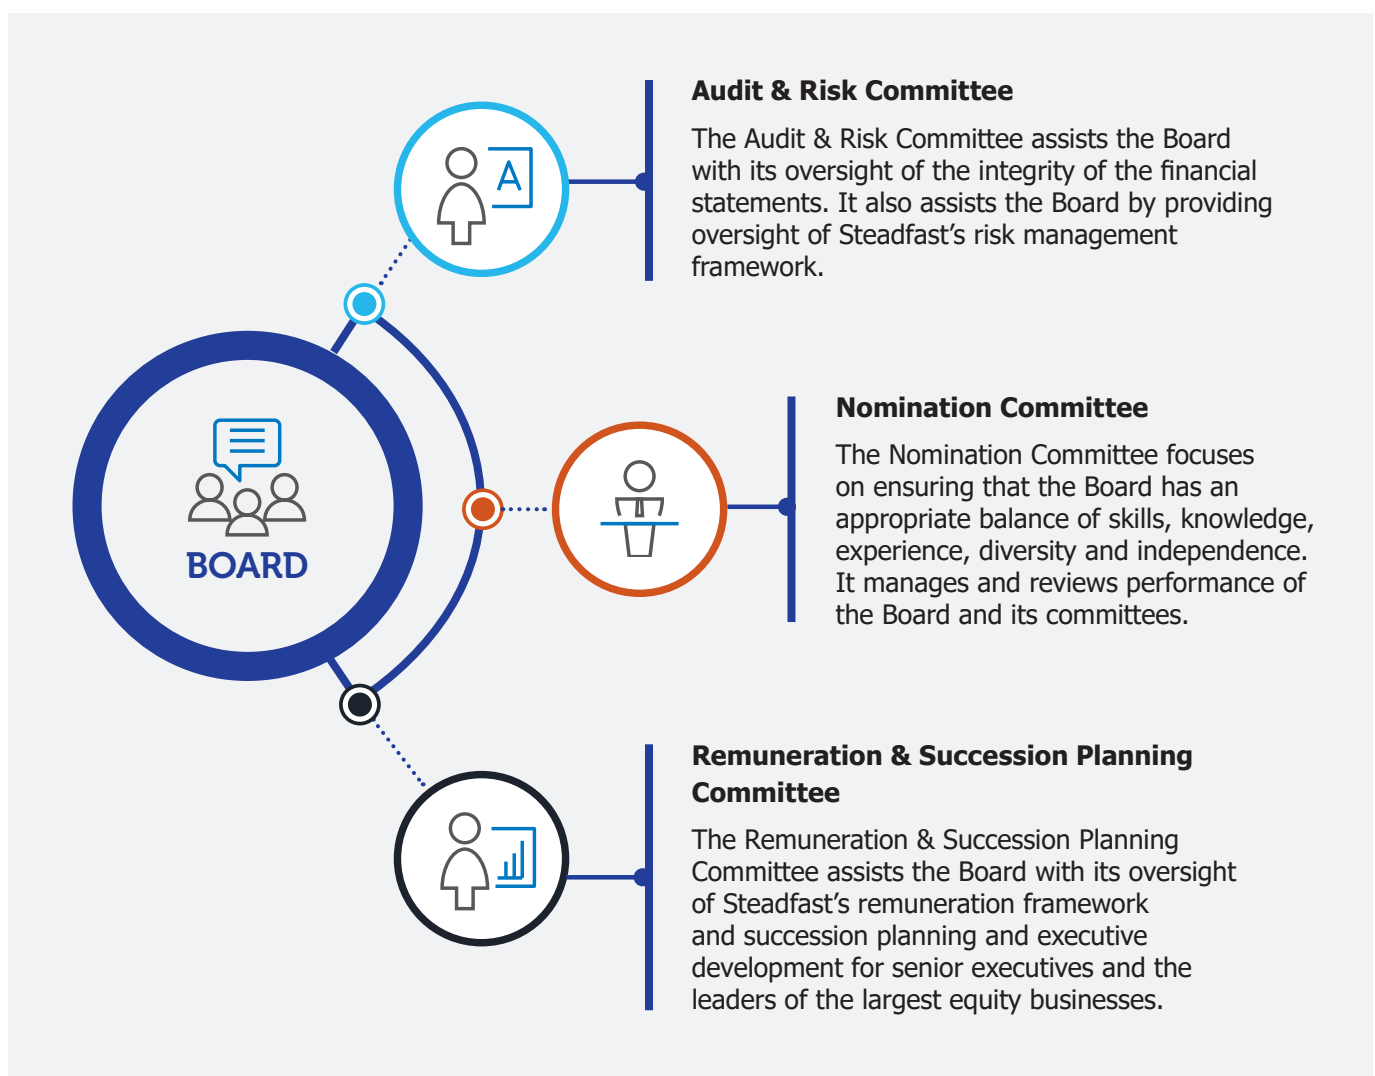 Audit & Risk Committee
The Audit & Risk Committee assists the Board
with its oversight of the integrity of the financial
statements. It also assists the Board by providing
oversight of Steadfast’s risk management
framework.
A
BOARD
Nomination Committee
The Nomination Committee focuses
on ensuring that the Board has an
appropriate balance of skills, knowledge,
experience, diversity and independence.
It manages and reviews performance of
the Board and its committees.
Remuneration & Succession Planning
Committee
The Remuneration & Succession Planning
Committee assists the Board with its oversight
of Steadfast’s remuneration framework
and succession planning and executive
development for senior executives and the
leaders of the largest equity businesses.